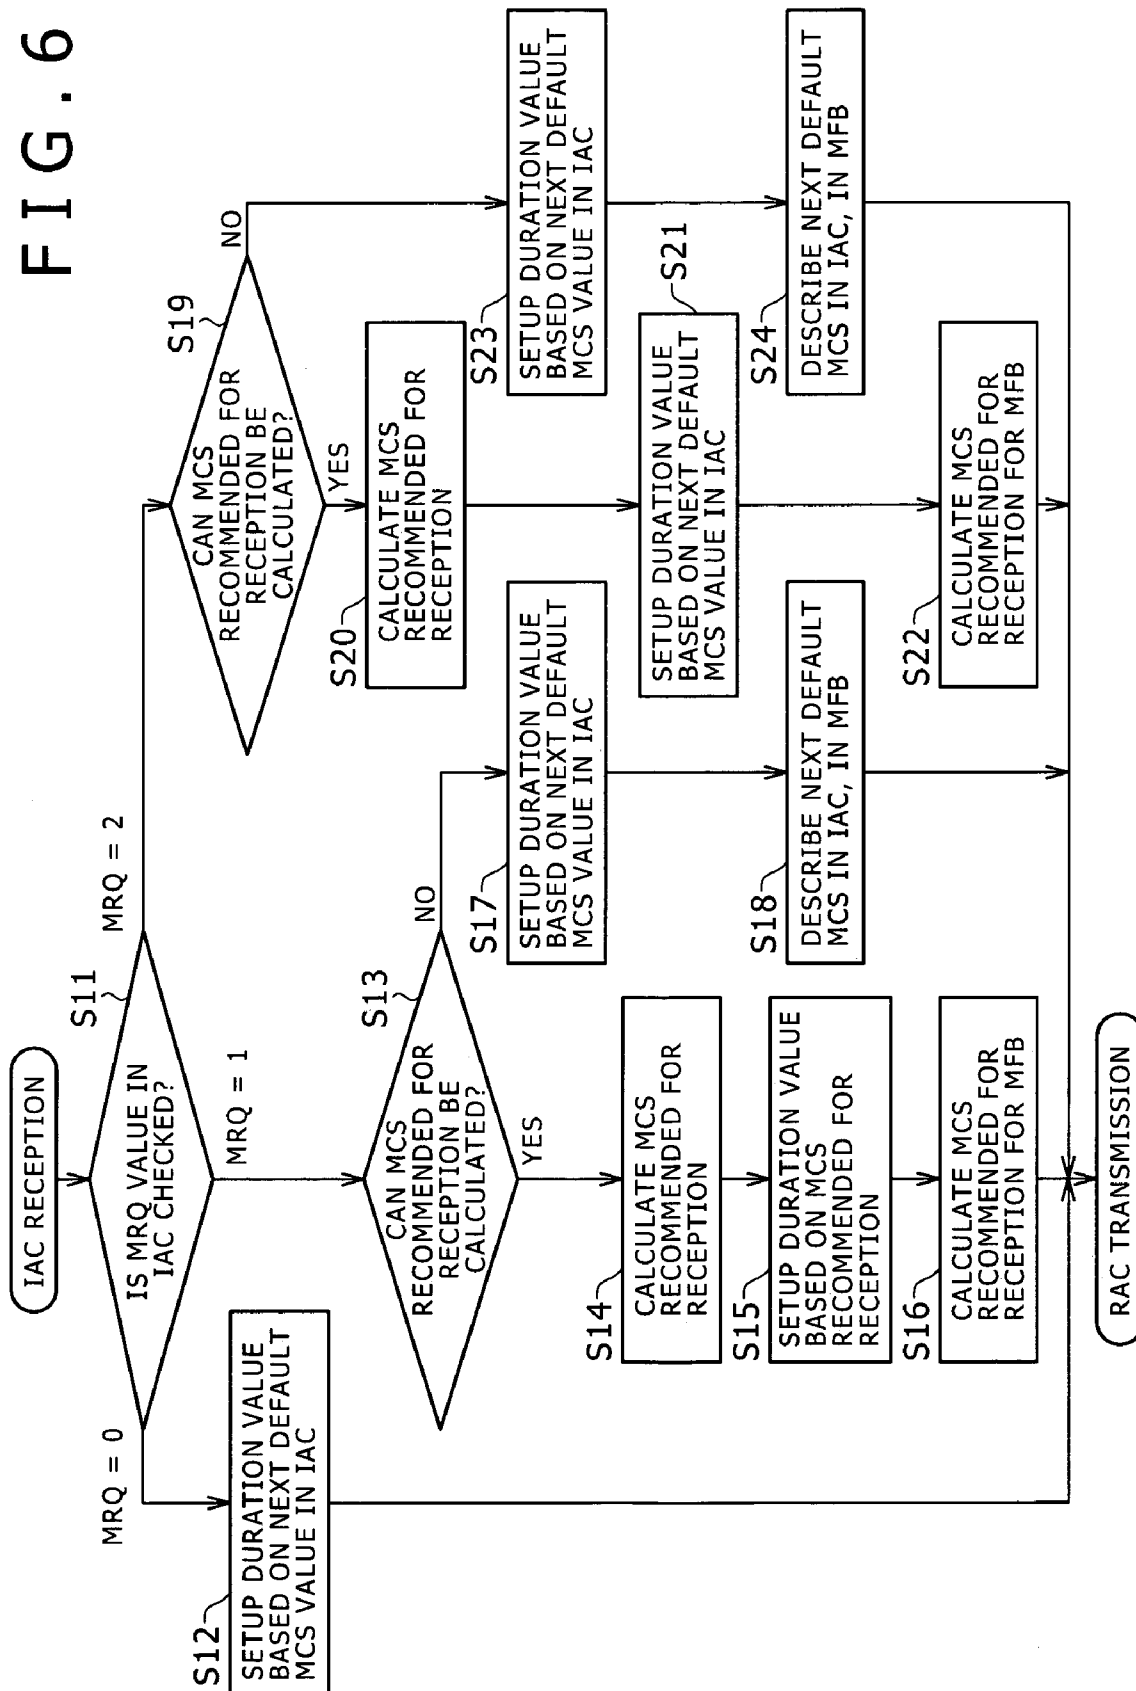 FIG. 6
IAC RECEPTION
S11
IS MRQ VALUE IN
IAC CHECKED?
MRQ = 0
MRQ = 1
MRQ = 2
S12
SETUP DURATION VALUE
BASED ON NEXT DEFAULT
MCS VALUE IN IAC
S13
CAN MCS
RECOMMENDED FOR
RECEPTION BE
CALCULATED?
YES
NO
S14
CALCULATE MCS
RECOMMENDED FOR
RECEPTION
S15
SETUP DURATION VALUE
BASED ON MCS
RECOMMENDED FOR
RECEPTION
S16
CALCULATE MCS
RECOMMENDED FOR
RECEPTION FOR MFB
S17
SETUP DURATION VALUE
BASED ON NEXT DEFAULT
MCS VALUE IN IAC
S18
DESCRIBE NEXT DEFAULT
MCS IN IAC, IN MFB
S19
CAN MCS
RECOMMENDED FOR
RECEPTION BE
CALCULATED?
YES
NO
S20
CALCULATE MCS
RECOMMENDED FOR
RECEPTION
S21
SETUP DURATION VALUE
BASED ON NEXT DEFAULT
MCS VALUE IN IAC
S22
CALCULATE MCS
RECOMMENDED FOR
RECEPTION FOR MFB
S23
SETUP DURATION VALUE
BASED ON NEXT DEFAULT
MCS VALUE IN IAC
S24
DESCRIBE NEXT DEFAULT
MCS IN IAC, IN MFB
RAC TRANSMISSION